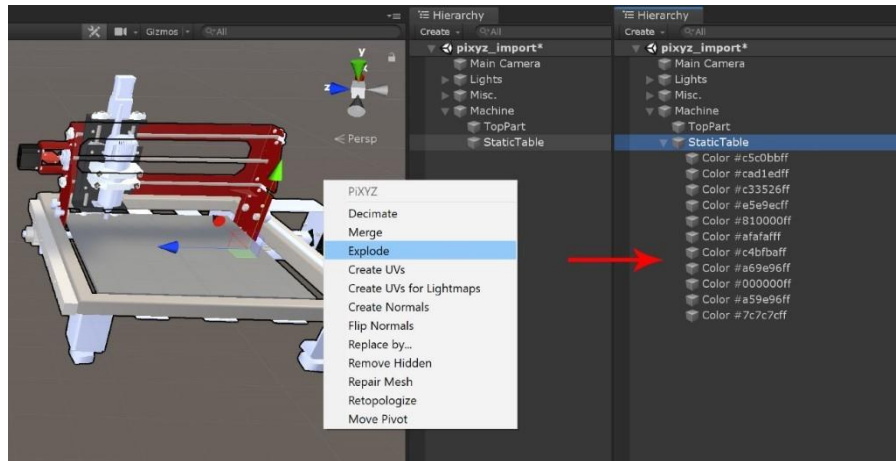 Gizmos
All
y
z
Persp
PiXYZ
Decimate
Merge
Explode
Create UVs
Create UVs for Lightmaps
Create Normals
Flip Normals
Replace by...
Remove Hidden
Repair Mesh
Retopologize
Move Pivot
Hierarchy
Create
All
pixyz_import*
Main Camera
Lights
Misc.
Machine
TopPart
StaticTable
Hierarchy
Create
All
pixyz_import*
Main Camera
Lights
Misc.
Machine
TopPart
StaticTable
Color #c5c0bbff
Color #cad1edff
Color #c33526ff
Color #e5e9ecff
Color #810000ff
Color #afafafff
Color #c4bfbaff
Color #a69e96ff
Color #000000ff
Color #a59e96ff
Color #7c7c7cff